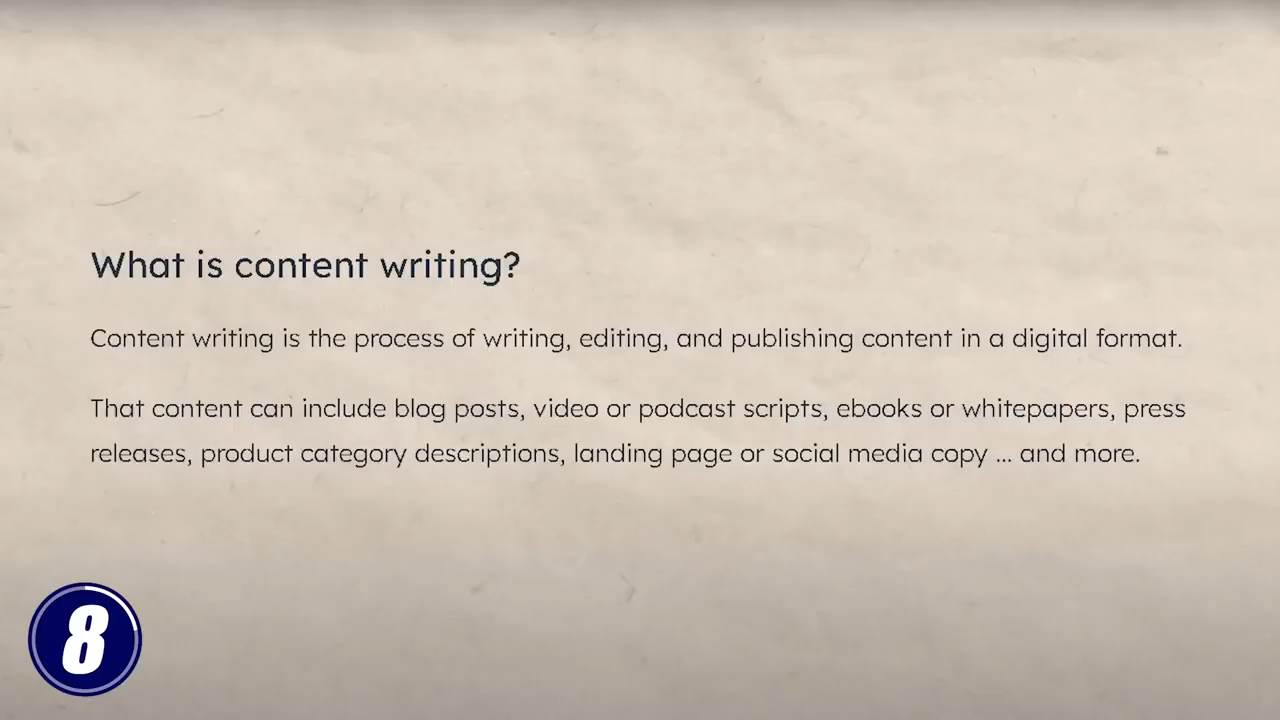 What is content writing?
Content writing is the process of writing, editing, and publishing content in a digital format.
That content can include blog posts, video or podcast scripts, ebooks or whitepapers, press
releases, product category descriptions, landing page or social media copy ... and more.
8